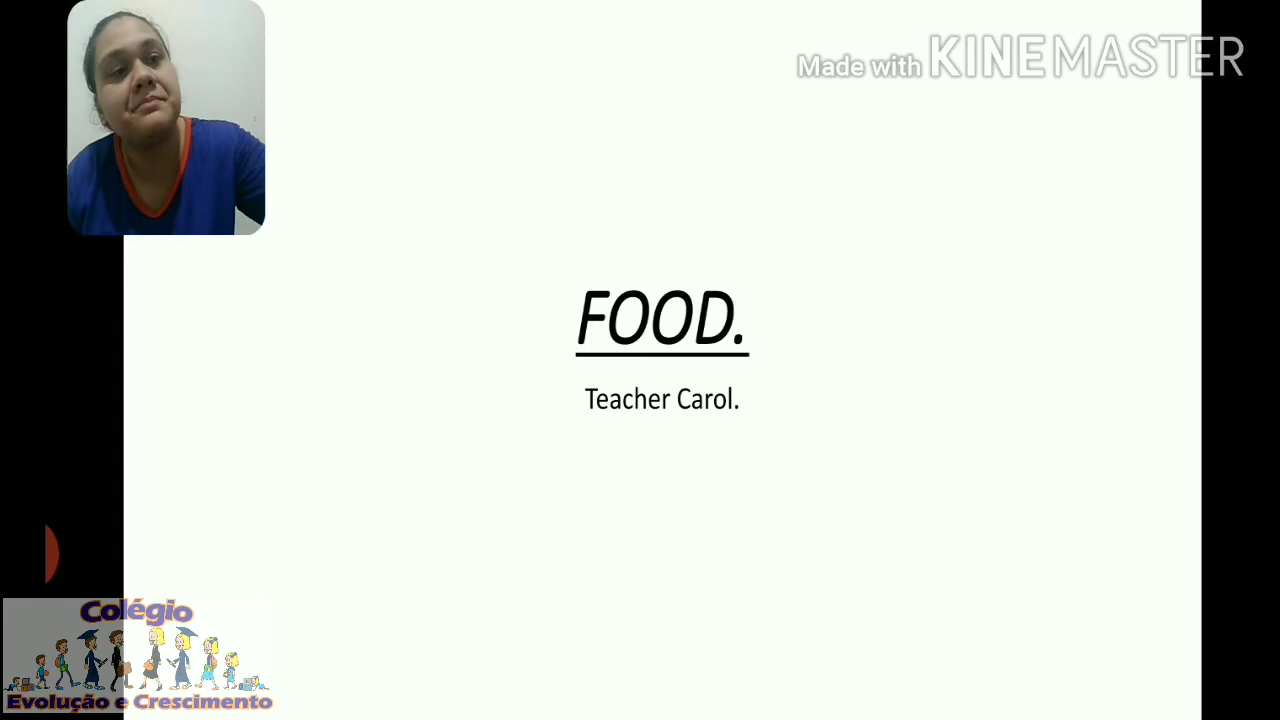 Made with KINEMASTER
FOOD.
Teacher Carol.
Colégio
Evolução e Crescimento